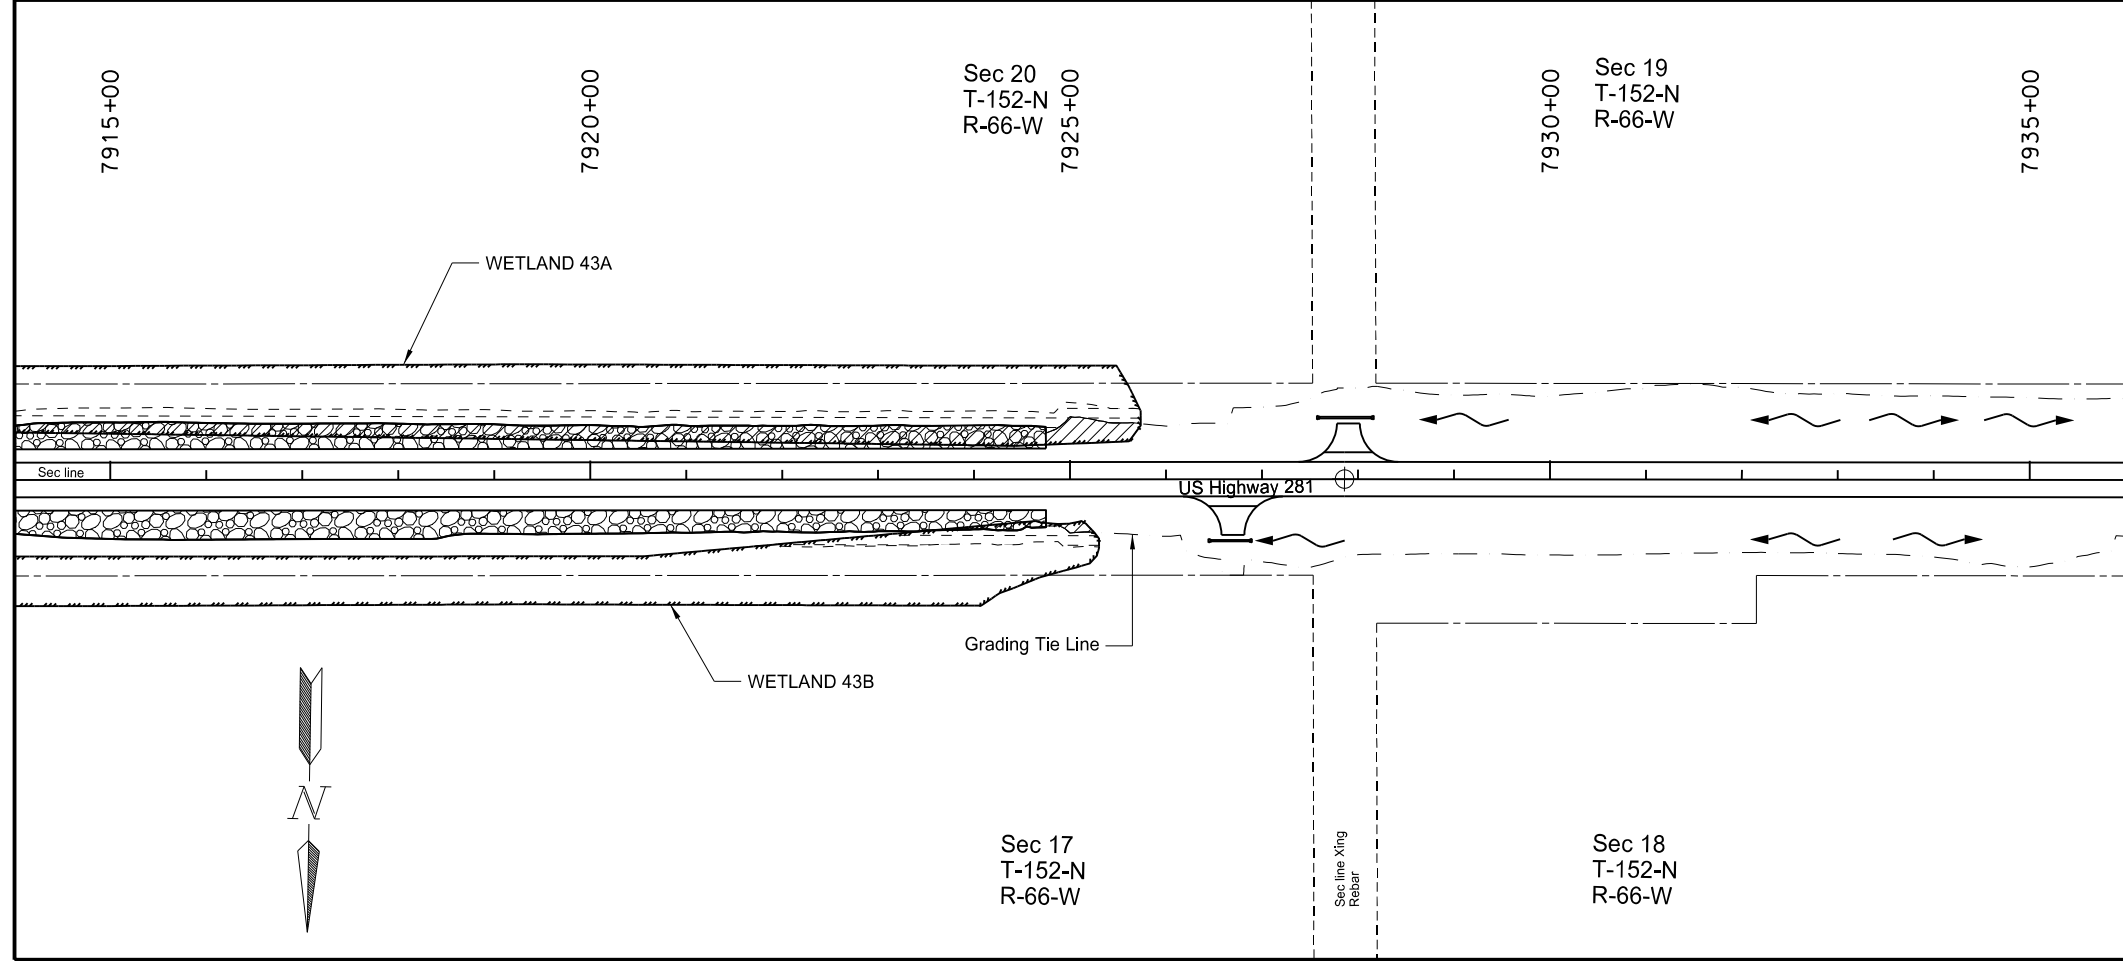 7915+00
7920+00
Sec 20
T-152-N
R-66-W
7925+00
7930+00
Sec 19
T-152-N
R-66-W
7935+00
WETLAND 43A
Sec line
US Highway 281
Grading Tie Line
WETLAND 43B
N
Sec 17
T-152-N
R-66-W
Sec line Xing
Rebar
Sec 18
T-152-N
R-66-W